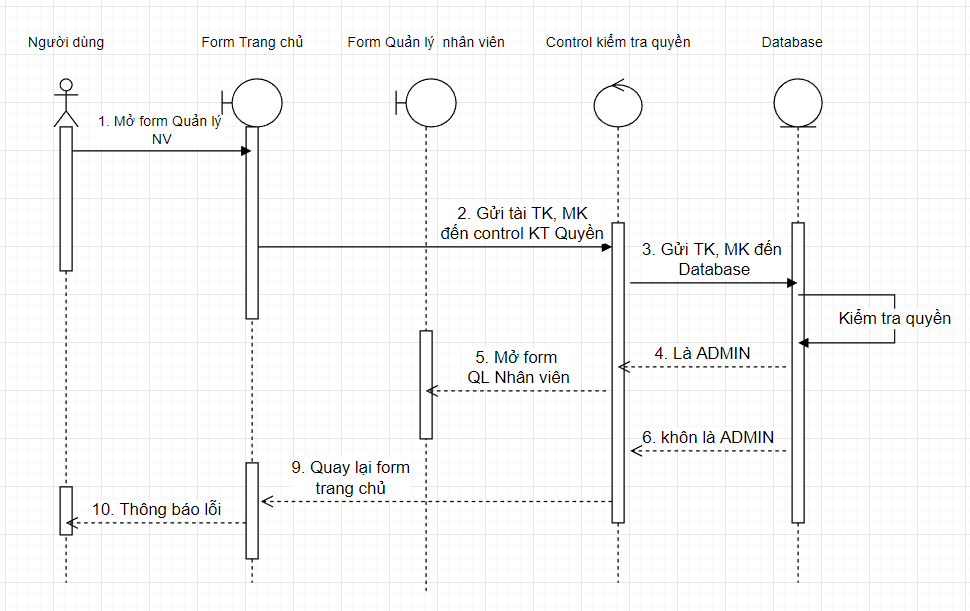 Người dùng
Form Trang chủ
Form Quản lý nhân viên
Control kiểm tra quyền
Database
1. Mở form Quản lý
NV
2. Gửi tài TK, MK
đến control KT Quyền
3. Gửi TK, MK đến
Database
Kiểm tra quyền
4. Là ADMIN
5. Mở form
QL Nhân viên
6. khôn là ADMIN
9. Quay lại form
trang chủ
10. Thông báo lỗi